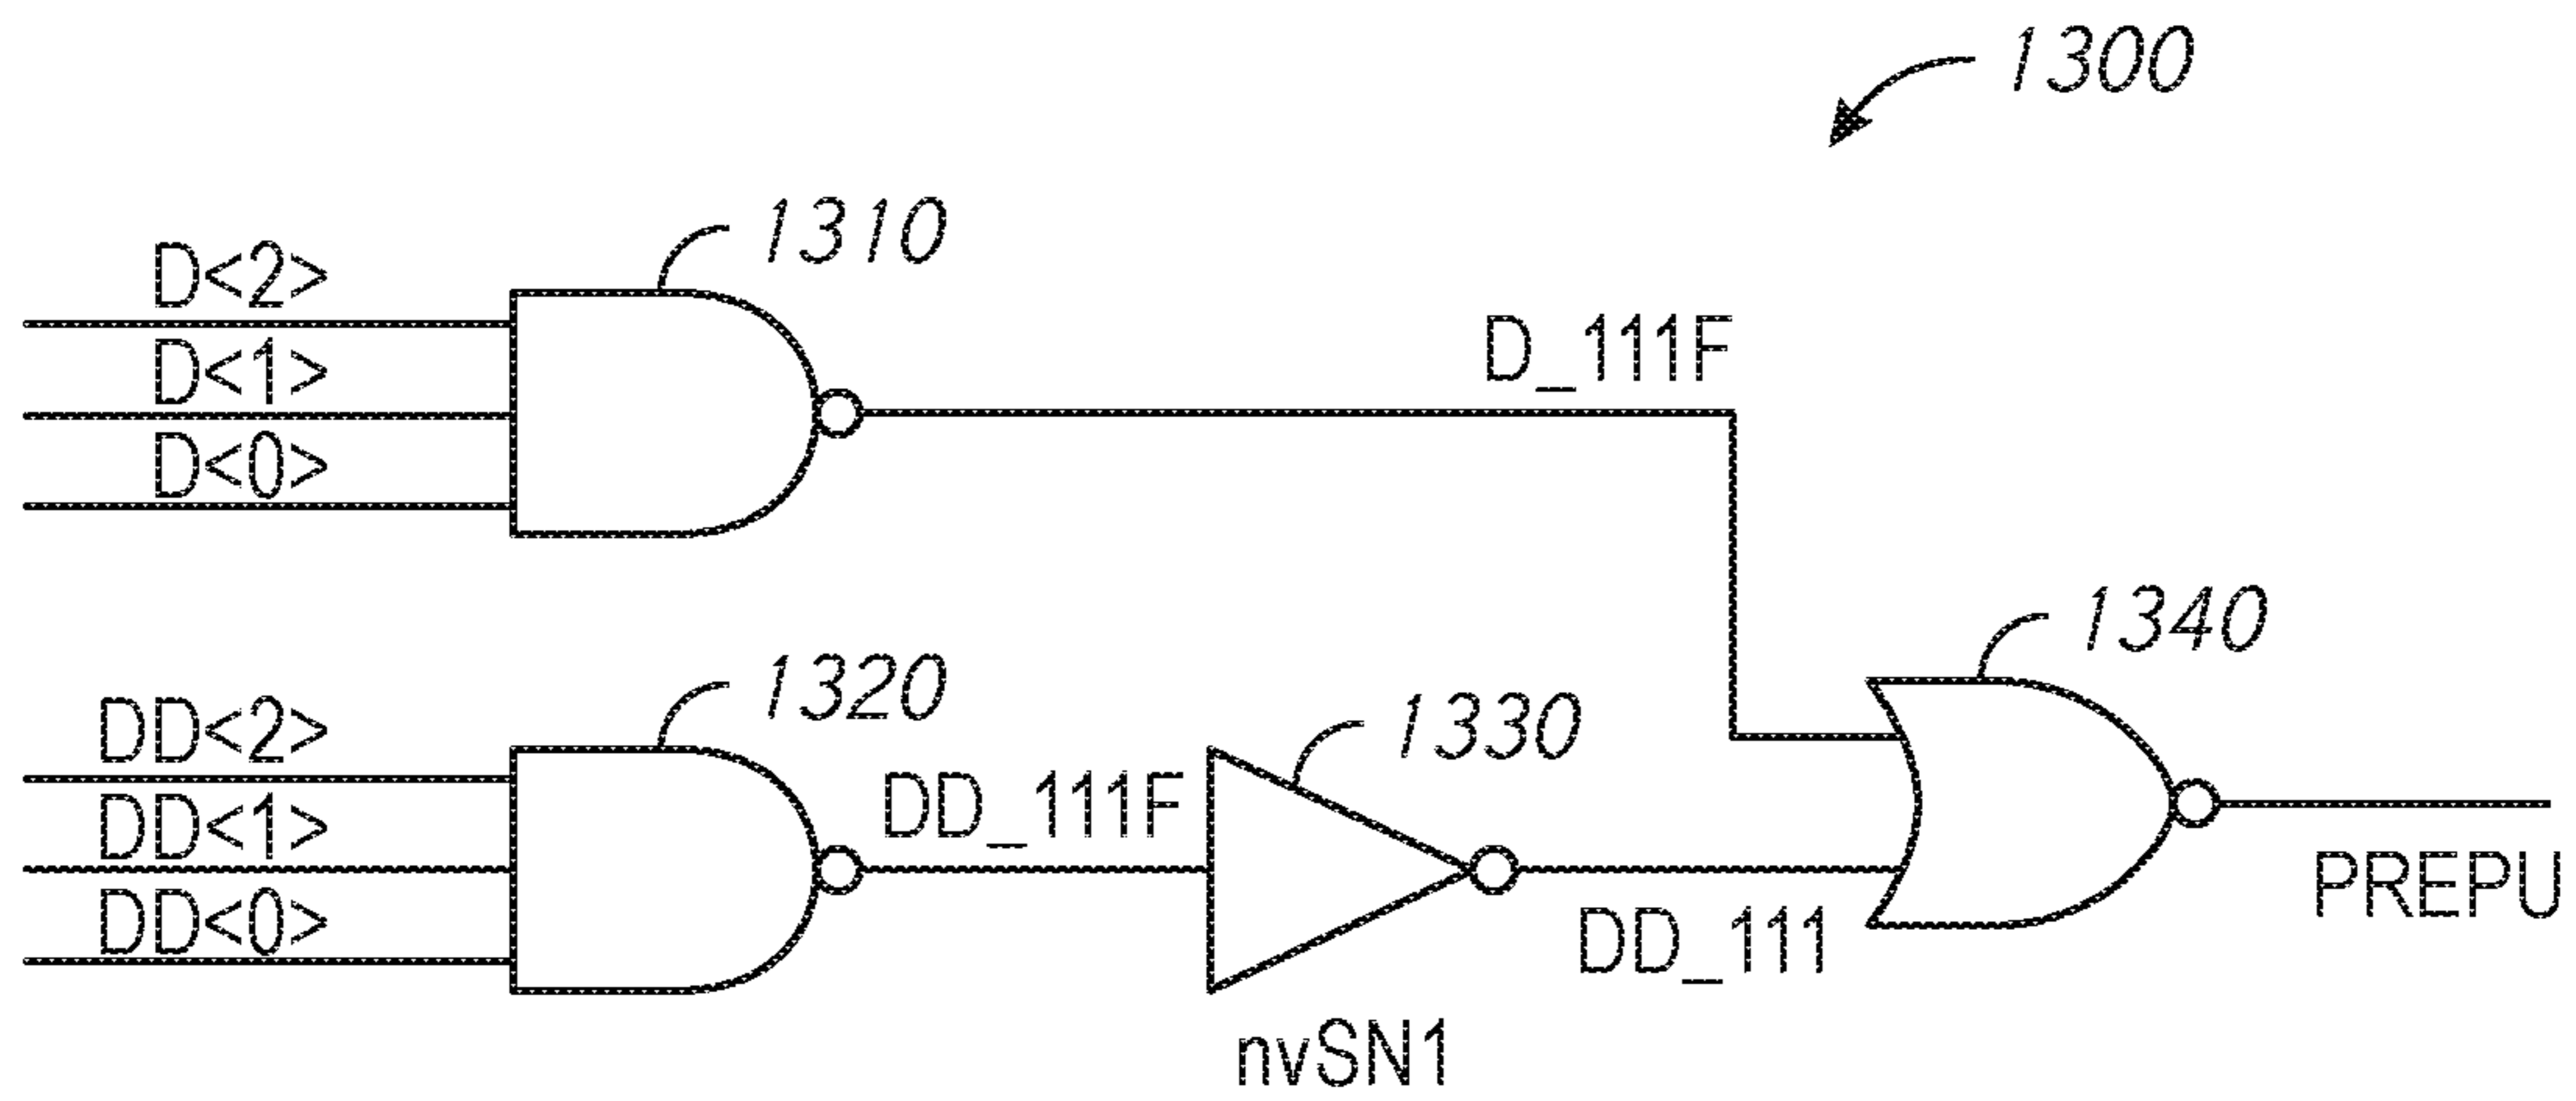 1300
1310
D<2>
D<1>
D<0>
D_111F
1320
1330
1340
DD<2>
DD<1>
DD<0>
DD_111F
DD_111
PREPU
nvSN1